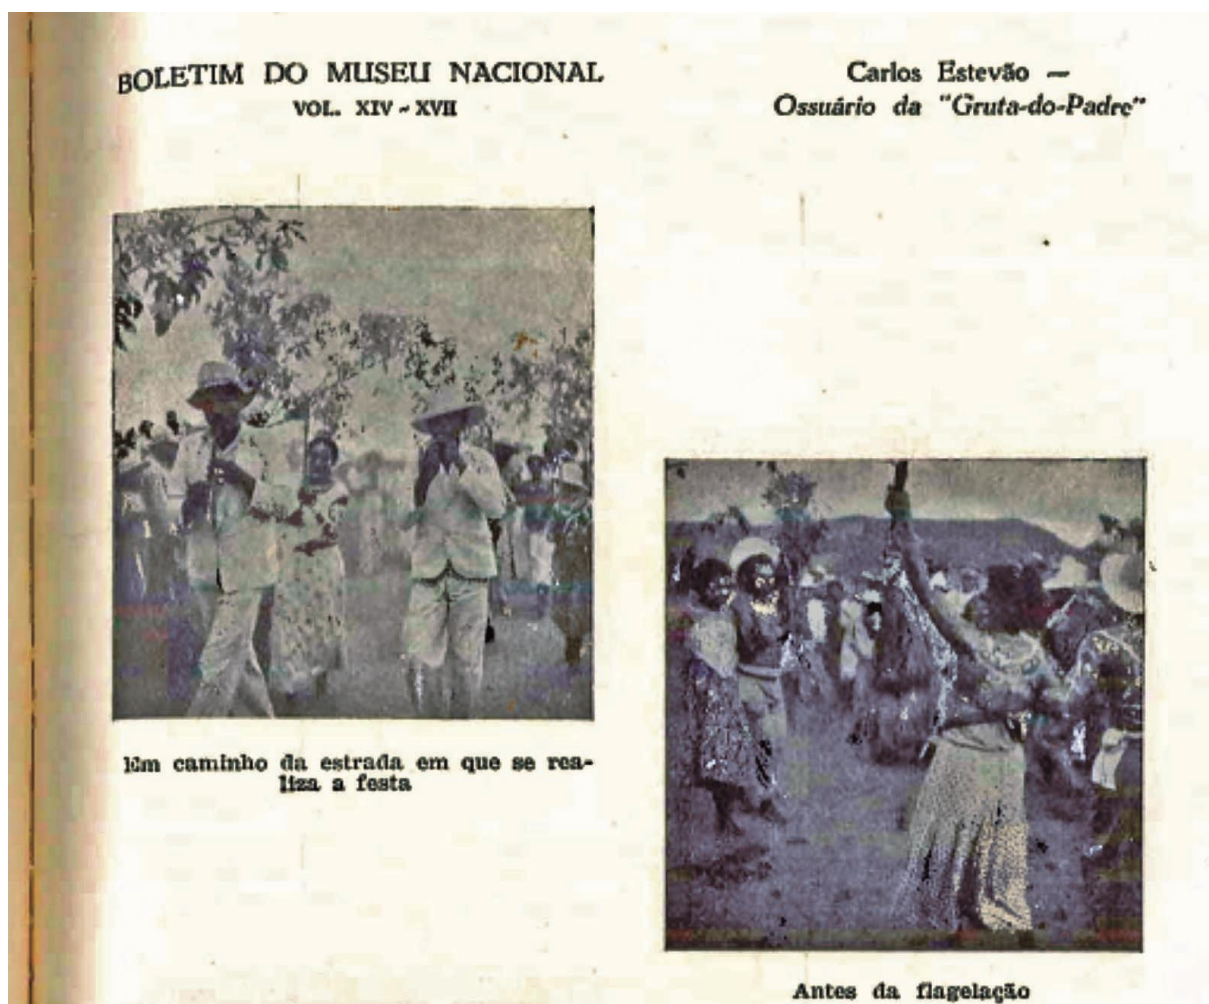 BOLETIM DO MUSEU NACIONAL
VOL. XIV - XVII
Carlos Estevão —
Ossuário da "Gruta-do-Padre"
Em caminho da estrada em que se rea-
liza a festa
Antes da flagelação